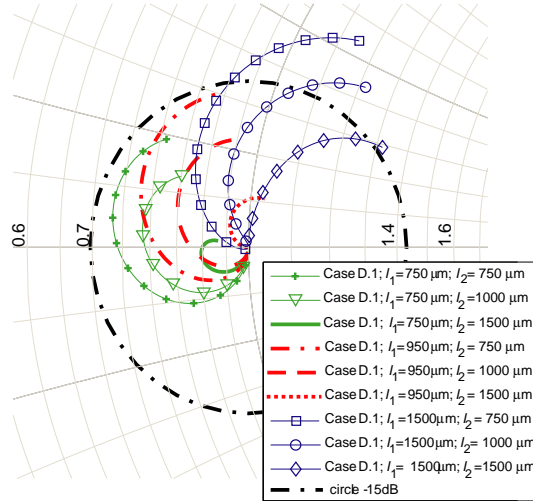 0.6
0.7
1.4
1.6
Case D.1; l1=750 μm; l2= 750 μm
Case D.1; l1=750 μm; l2=1000 μm
Case D.1; l1=750 μm; l2= 1500 μm
Case D.1; l1=950 μm; l2= 750 μm
Case D.1; l1=950 μm; l2= 1000 μm
Case D.1; l1=950 μm; l2= 1500 μm
Case D.1; l1=1500μm; l2= 750 μm
Case D.1; l1=1500μm; l2= 1000 μm
Case D.1; l1= 1500μm; l2=1500 μm
circle -15dB